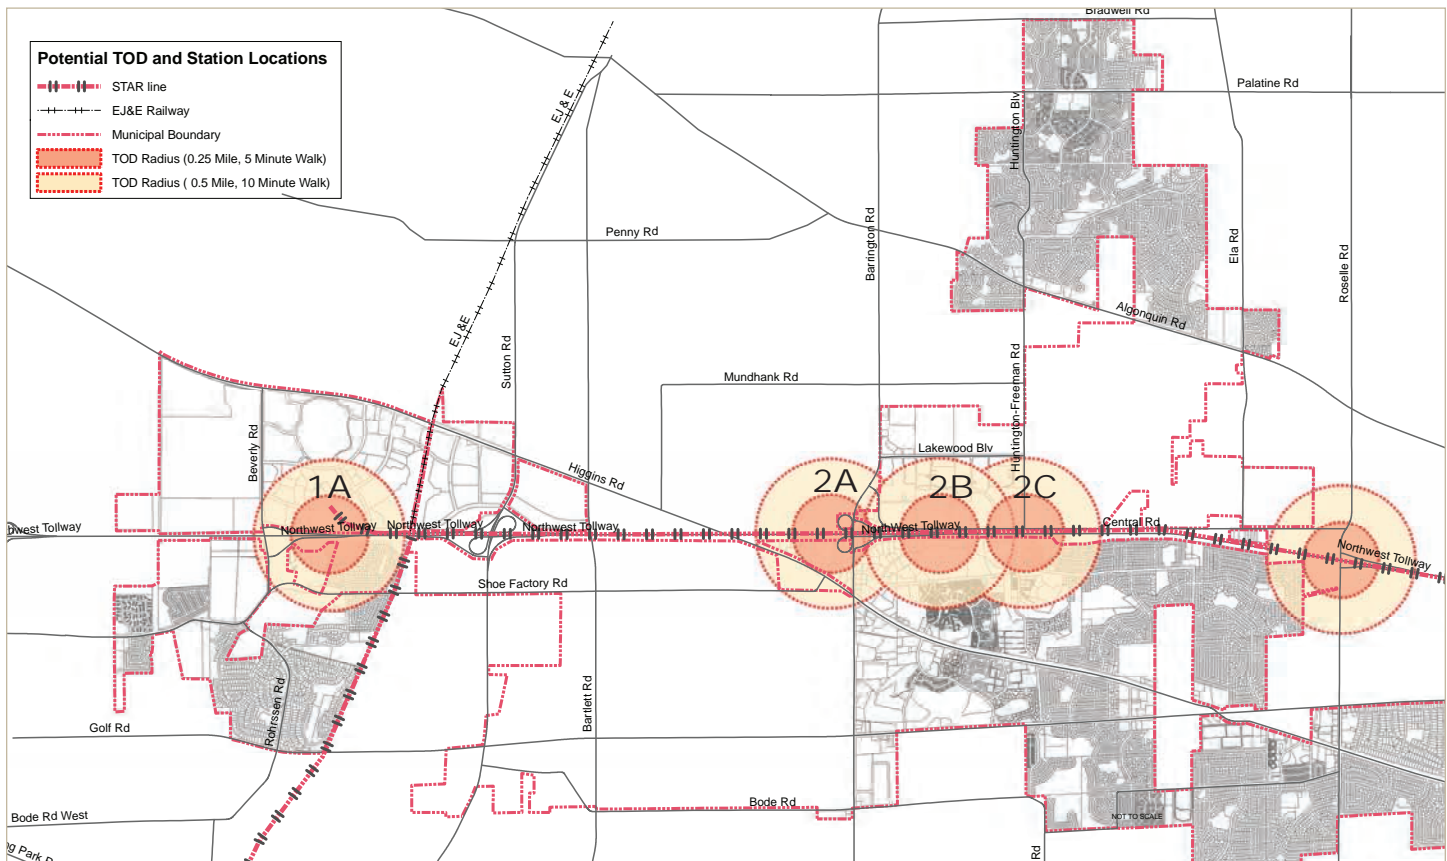 Bradwell Rd
Potential TOD and Station Locations
STAR line
EJ&E Railway
Municipal Boundary
TOD Radius (0.25 Mile, 5 Minute Walk)
TOD Radius ( 0.5 Mile, 10 Minute Walk)
Palatine Rd
EJ & E
Huntington Blv
Penny Rd
Barrington Rd
Ela Rd
Roselle Rd
EJ &E
Algonquin Rd
Sutton Rd
Mundhank Rd
Huntington-Freeman Rd
Beverly Rd
Lakewood Blv
Higgins Rd
1A
2A
2B
2C
hwest Tollway
Northwest Tollway
Northwest Tollway
Northwest Tollway
NorthWest Tollway
Central Rd
Northwest Tollway
Shoe Factory Rd
Rohrssen Rd
Bartlett Rd
Golf Rd
Bode Rd
Bode Rd West
NOT TO SCALE
Rd